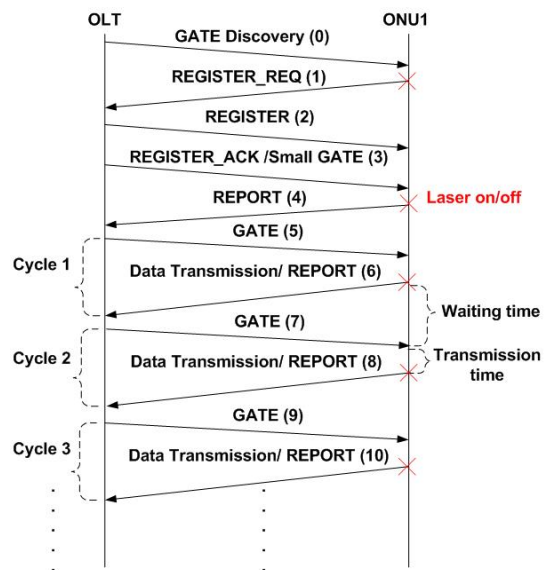 OLT
ONU1
GATE Discovery (0)
REGISTER_REQ (1)
REGISTER (2)
REGISTER_ACK /Small GATE (3)
REPORT (4)
Laser on/off
GATE (5)
Cycle 1
Data Transmission/ REPORT (6)
Waiting time
GATE (7)
Cycle 2
Data Transmission/ REPORT (8)
Transmission
time
GATE (9)
Cycle 3
Data Transmission/ REPORT (10)